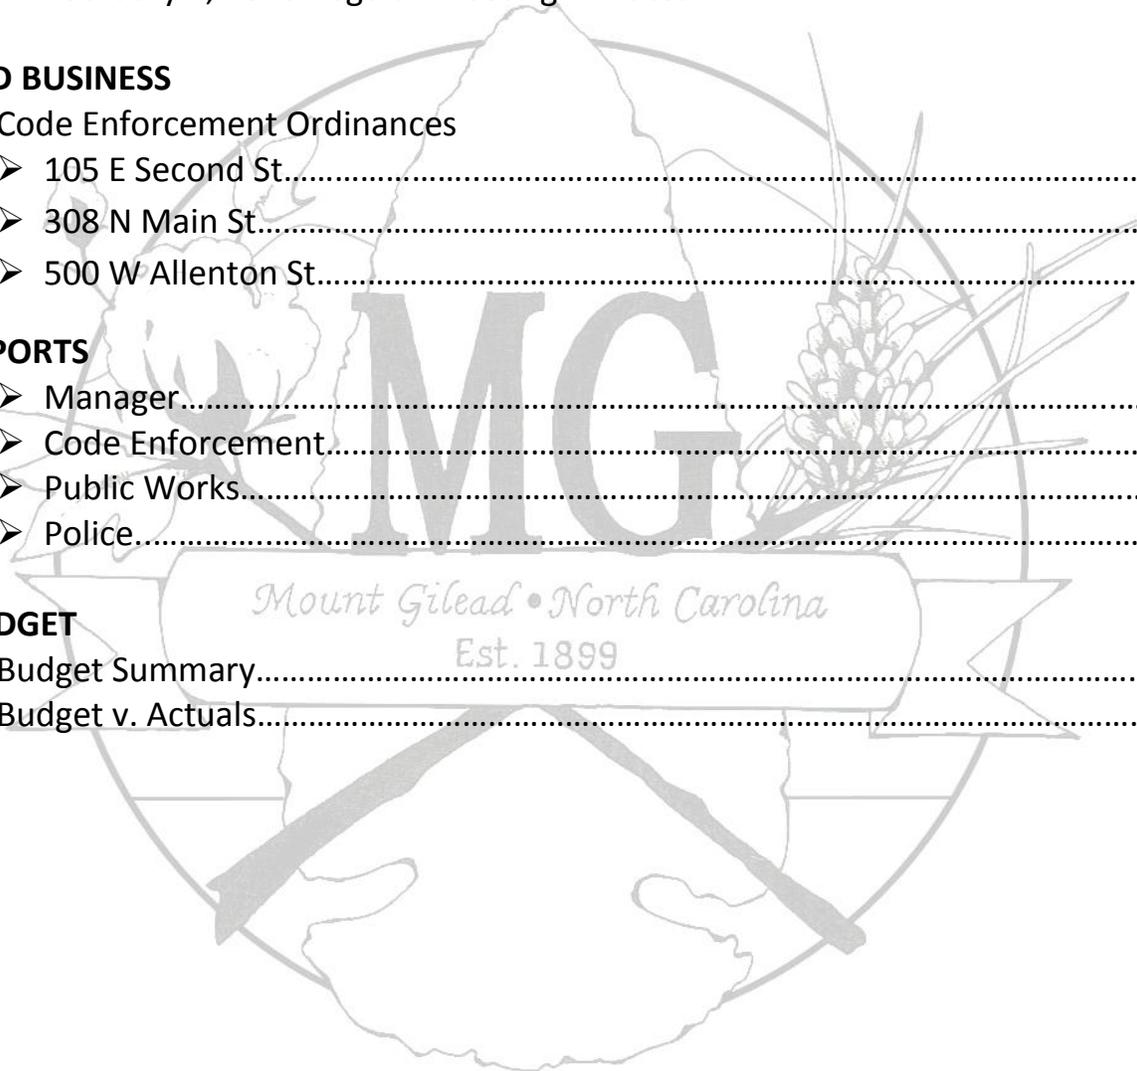 D BUSINESS
Code Enforcement Ordinances
➢ 105 E Second St.....................................................................................................
➢ 308 N Main St.....................................................................................................
➢ 500 W Allenton St.....................................................................................................
PORTS
➢ Manager.....................................................................................................
➢ Code Enforcement.....................................................................................................
➢ Public Works.....................................................................................................
➢ Police.....................................................................................................
MG
Mount Gilead • North Carolina
Est. 1899
DGET
Budget Summary.....................................................................................................
Budget v. Actuals.....................................................................................................